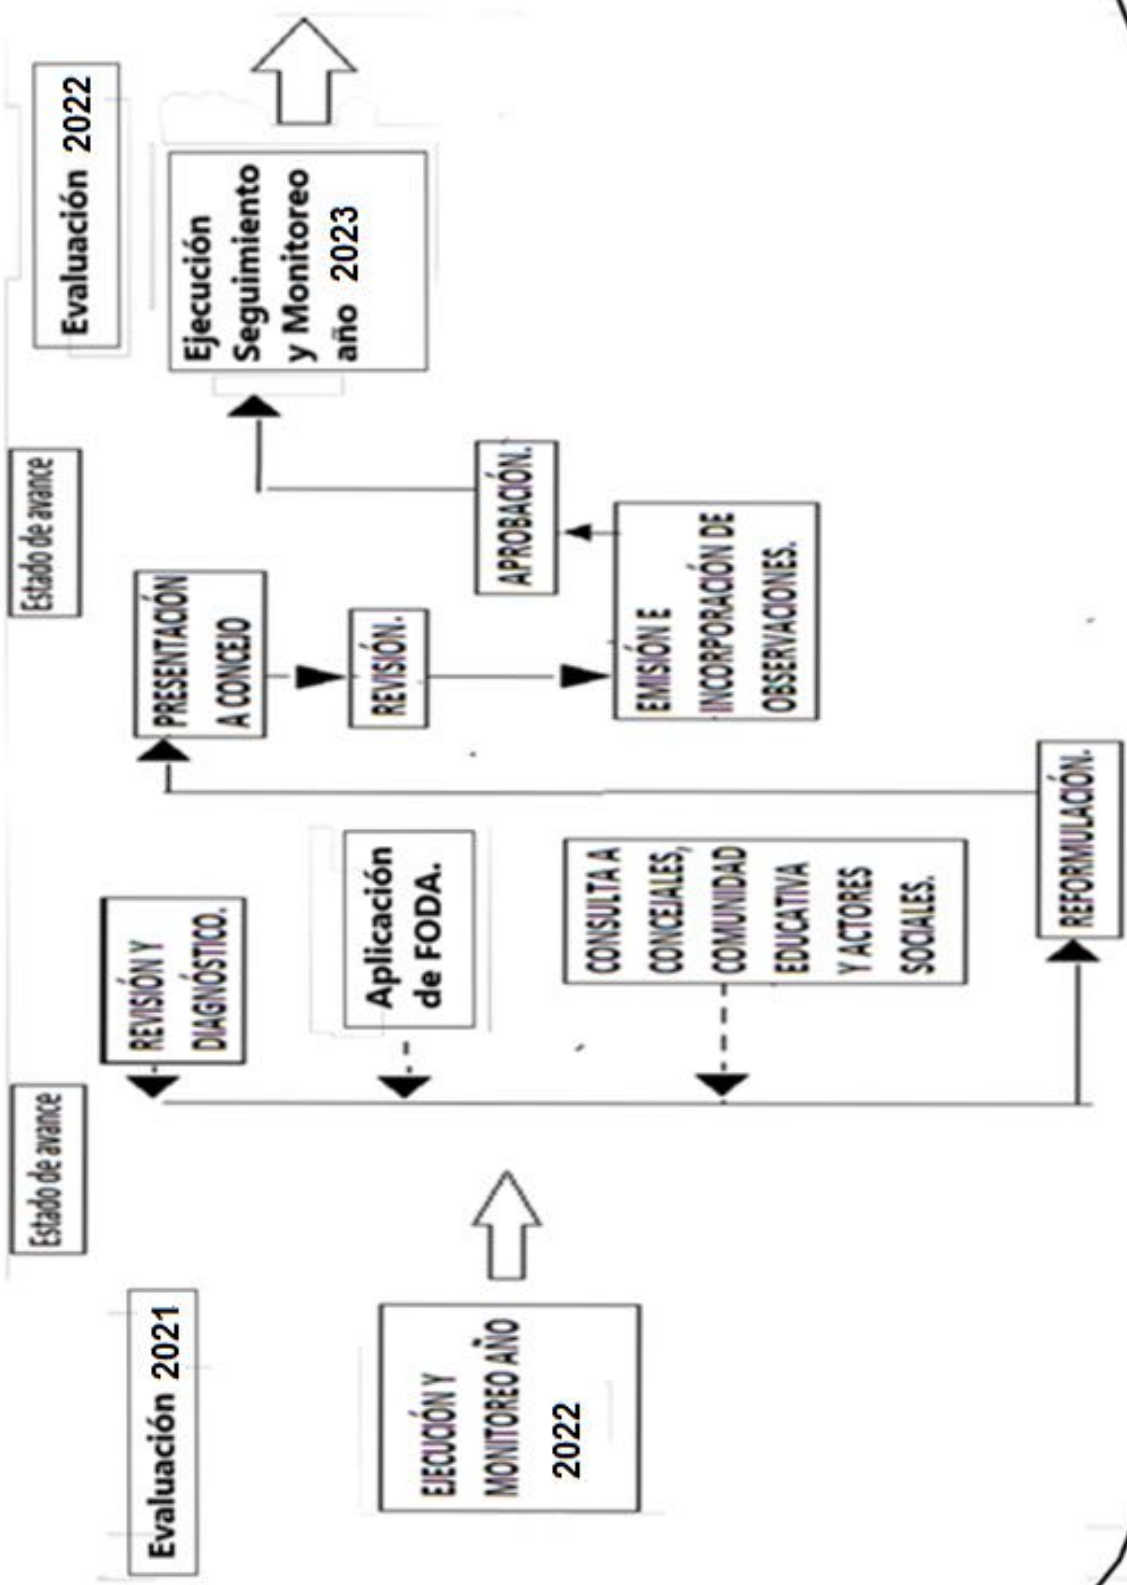 Evaluación 2021
EJECUCIÓN Y
MONITOREO AÑO
2022
Estado de avance
REVISIÓN Y
DIAGNÓSTICO.
Aplicación
de FODA.
CONSULTA A
CONCEJALES,
COMUNIDAD
EDUCATIVA
Y ACTORES
SOCIALES.
REFORMULACIÓN.
Estado de avance
PRESENTACIÓN
A CONCEJO
REVISIÓN.
EMISIÓN E
INCORPORACIÓN DE
OBSERVACIONES.
APROBACIÓN.
Evaluación 2022
Ejecución
Seguimiento
y Monitoreo
año 2023